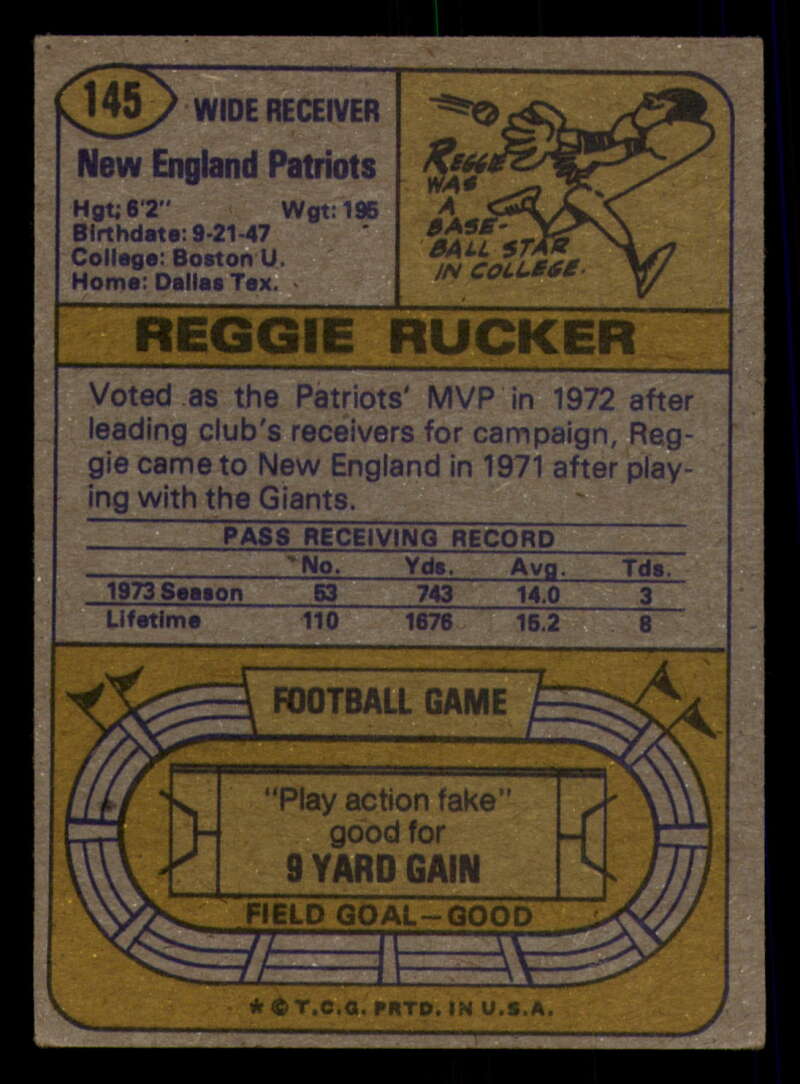 145
WIDE RECEIVER
New England Patriots
Hgt; 6'2" Wgt: 195
Birthdate: 9-21-47
College: Boston U.
Home: Dallas Tex.
REGGIE
WAS
A
BASE-
BALL STAR
IN COLLEGE.
REGGIE RUCKER
Voted as the Patriots' MVP in 1972 after
leading club's receivers for campaign, Reg-
gie came to New England in 1971 after play-
ing with the Giants.
PASS RECEIVING RECORD
No. Yds. Avg. Tds.
1973 Season 53 743 14.0 3
Lifetime 110 1676 15.2 8
FOOTBALL GAME
"Play action fake"
good for
9 YARD GAIN
FIELD GOAL—GOOD
* © T.C.G. PRTD. IN U.S.A.